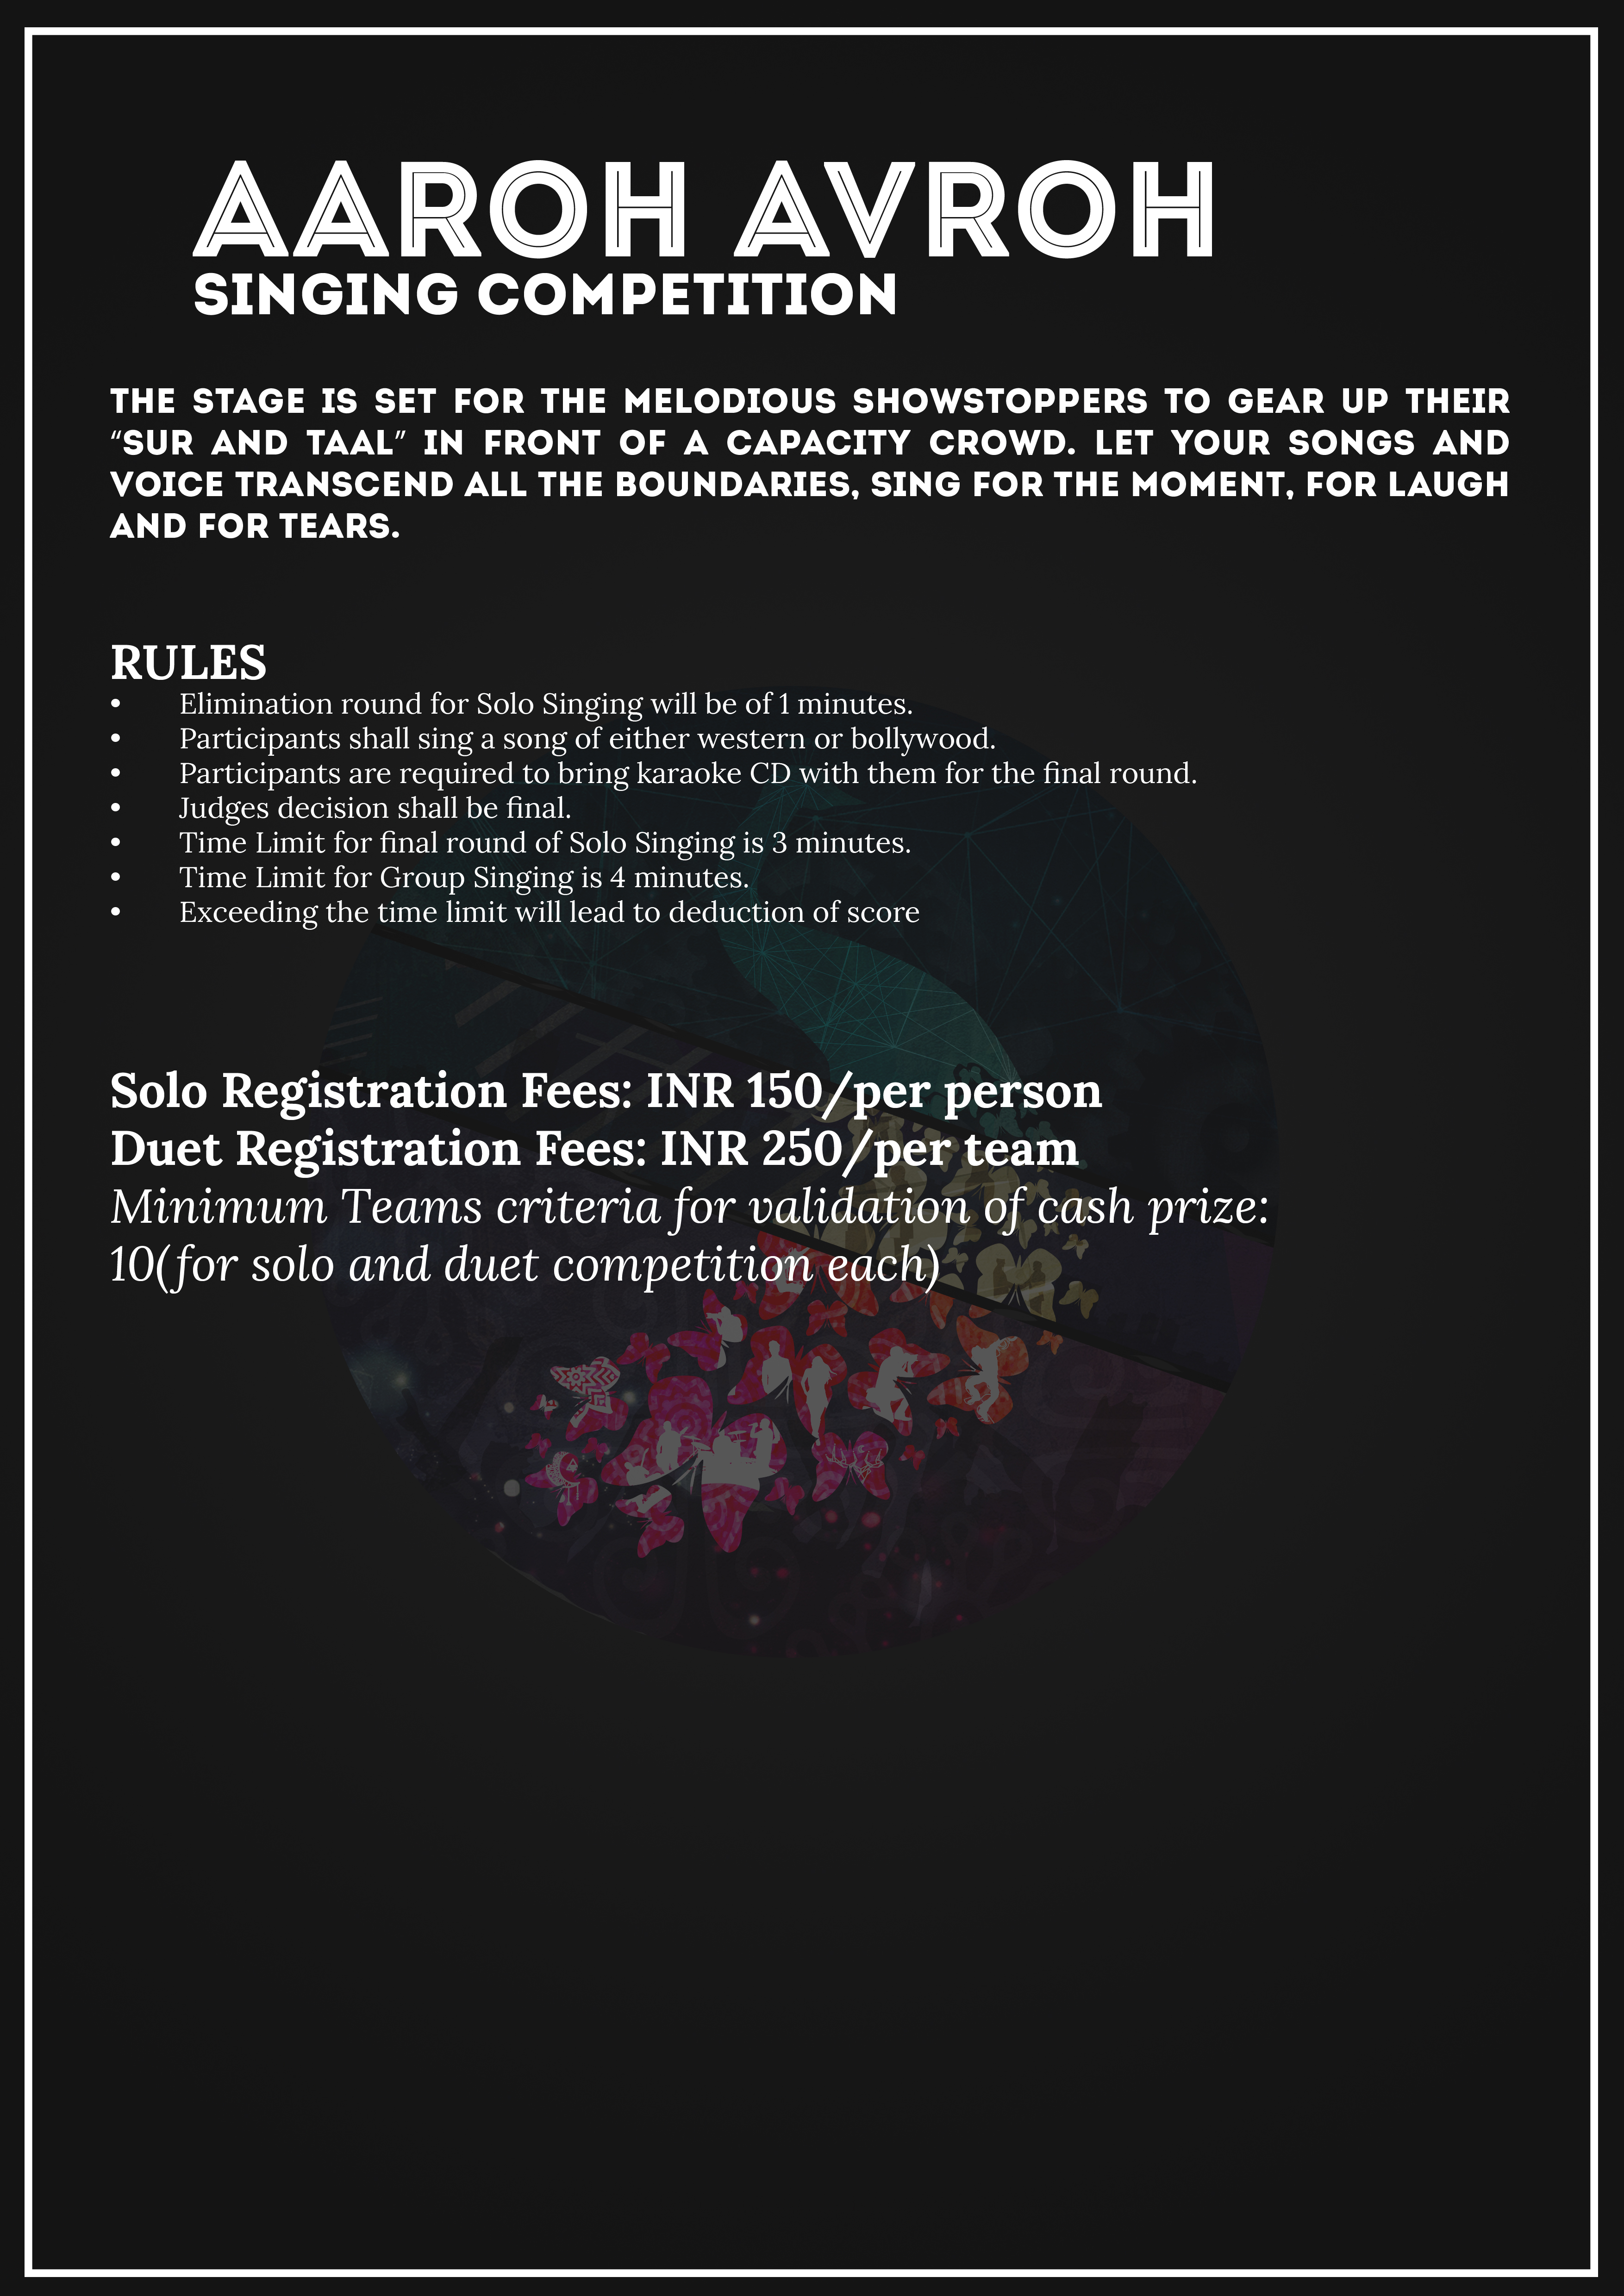 AAROH AVROH
SINGING COMPETITION
THE STAGE IS SET FOR THE MELODIOUS SHOWSTOPPERS TO GEAR UP THEIR
“SUR AND TAAL” IN FRONT OF A CAPACITY CROWD. LET YOUR SONGS AND
VOICE TRANSCEND ALL THE BOUNDARIES, SING FOR THE MOMENT, FOR LAUGH
AND FOR TEARS.
RULES
• Elimination round for Solo Singing will be of 1 minutes.
• Participants shall sing a song of either western or bollywood.
• Participants are required to bring karaoke CD with them for the final round.
• Judges decision shall be final.
• Time Limit for final round of Solo Singing is 3 minutes.
• Time Limit for Group Singing is 4 minutes.
• Exceeding the time limit will lead to deduction of score
Solo Registration Fees: INR 150/per person
Duet Registration Fees: INR 250/per team
Minimum Teams criteria for validation of cash prize:
10(for solo and duet competition each)